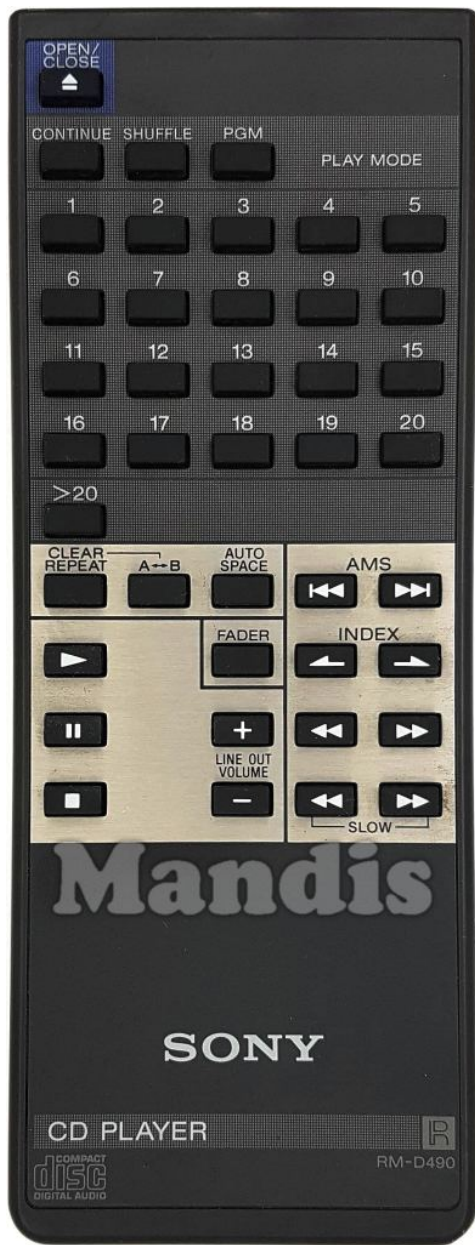 OPEN/
CLOSE
CONTINUE SHUFFLE PGM
PLAY MODE
1 2 3 4 5
6 7 8 9 10
11 12 13 14 15
16 17 18 19 20
>20
CLEAR
REPEAT A↔B
AUTO
SPACE
AMS
FADER
INDEX
+
LINE OUT
VOLUME
−
SLOW
Mandis
SONY
CD PLAYER
R
COMPACT
disc
DIGITAL AUDIO
RM-D490